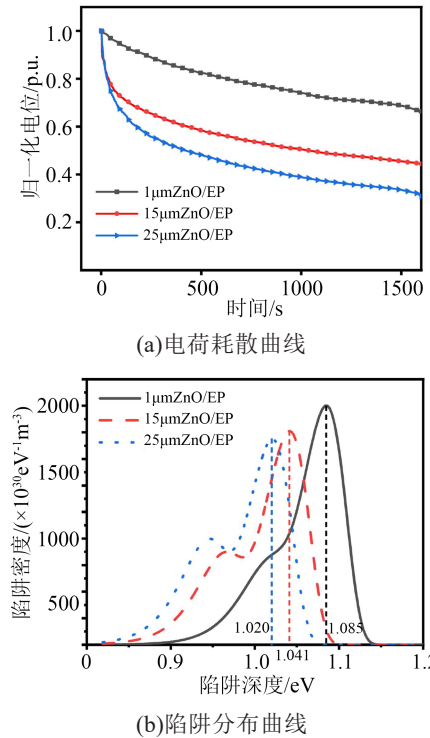 1.0
0.8
0.6
0.4
0.2
归一化电位/p.u.
1μmZnO/EP
15μmZnO/EP
25μmZnO/EP
0
500
1000
1500
时间/s
(a)电荷耗散曲线
2000
1500
1000
500
陷阱密度/(×10³⁰eV⁻¹m⁻³)
1μmZnO/EP
15μmZnO/EP
25μmZnO/EP
1.020
1.041
1.085
0.9
1.0
1.1
1.2
陷阱深度/eV
(b)陷阱分布曲线